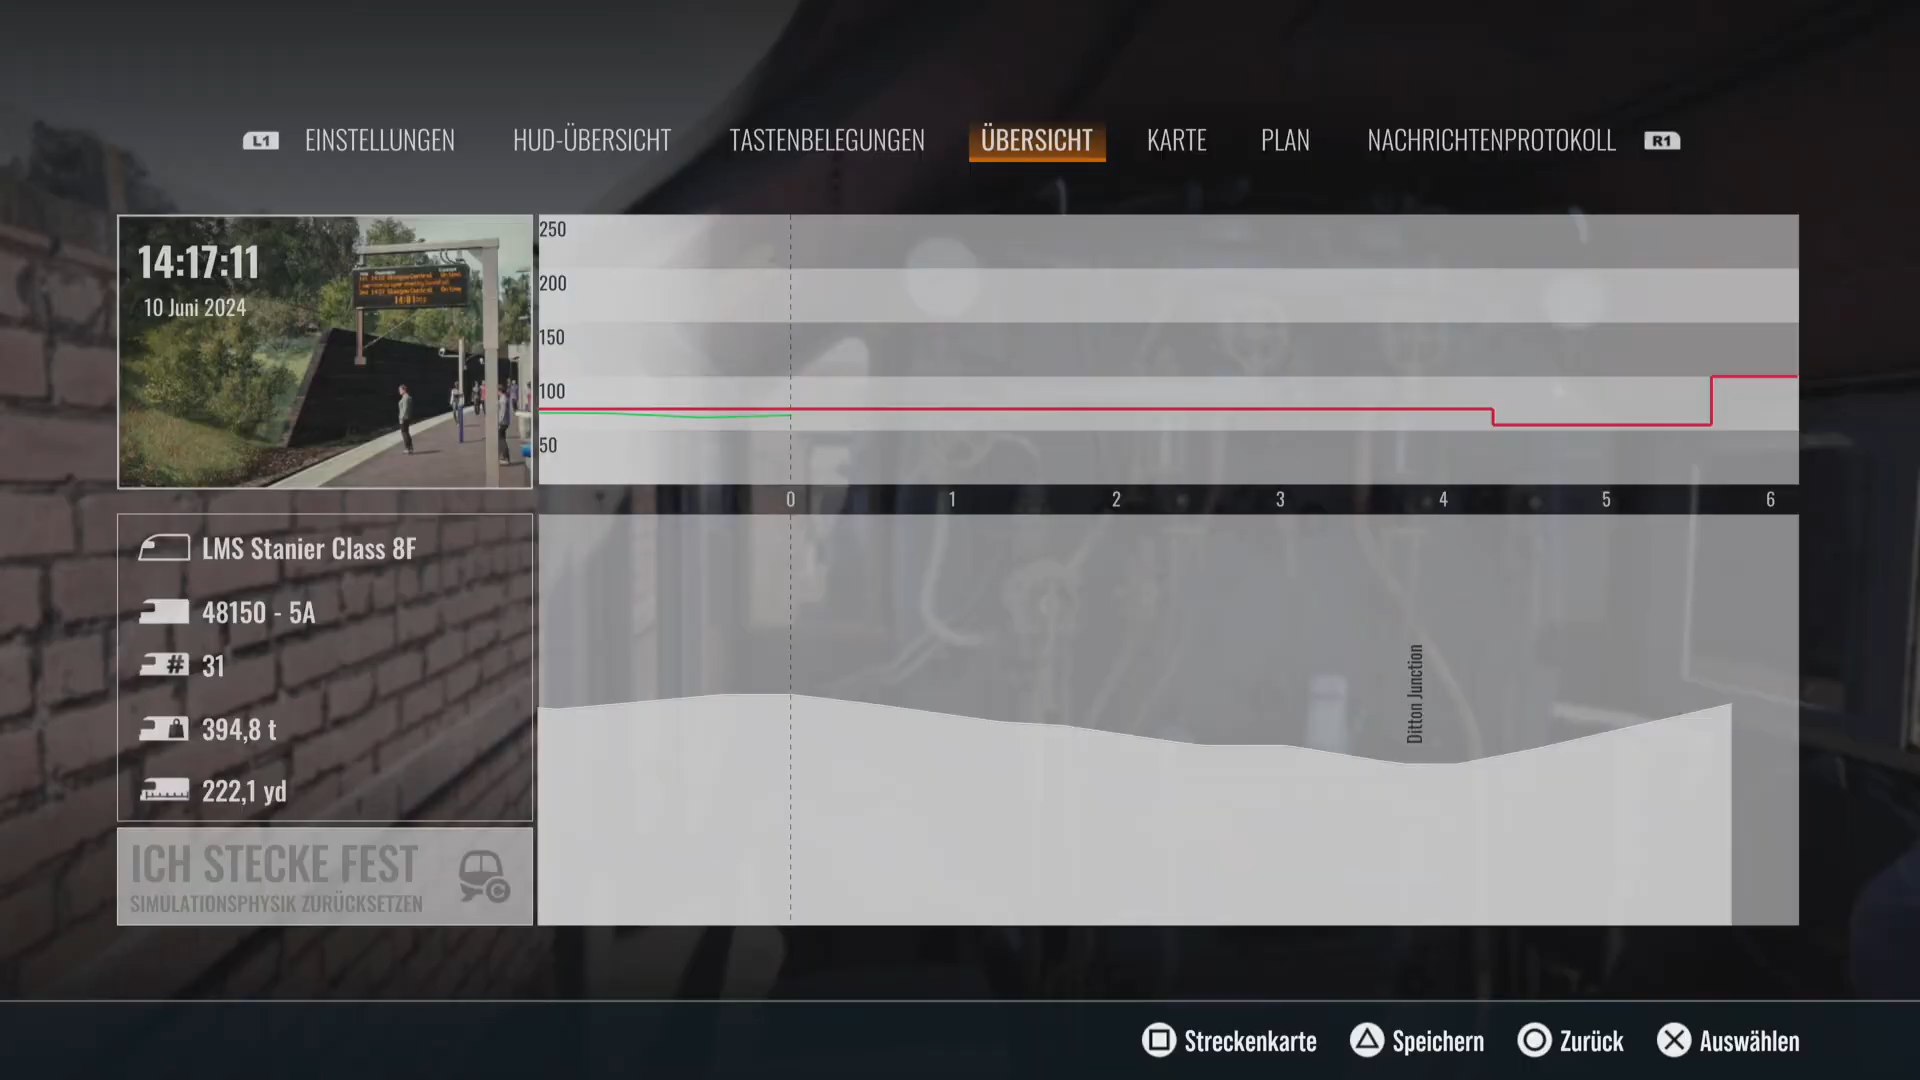 L1 EINSTELLUNGEN HUD-ÜBERSICHT TASTENBELEGUNGEN ÜBERSICHT KARTE PLAN NACHRICHTENPROTOKOLL R1
14:17:11
10 Juni 2024
250
200
150
100
50
0 1 2 3 4 5 6
LMS Stanier Class 8F
48150 - 5A
# 31
394,8 t
222,1 yd
Ditton Junction
ICH STECKE FEST
SIMULATIONSPHYSIK ZURÜCKSETZEN
Streckenkarte Speichern Zurück Auswählen